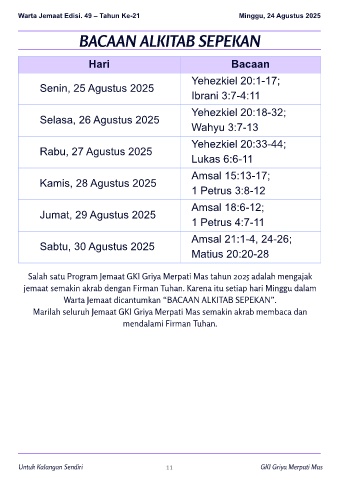 Warta Jemaat Edisi. 49 – Tahun Ke-21
Minggu, 24 Agustus 2025
BACAAN ALKITAB SEPEKAN
Hari
Bacaan
Senin, 25 Agustus 2025
Yehezkiel 20:1-17;
Ibrani 3:7-4:11
Selasa, 26 Agustus 2025
Yehezkiel 20:18-32;
Wahyu 3:7-13
Rabu, 27 Agustus 2025
Yehezkiel 20:33-44;
Lukas 6:6-11
Kamis, 28 Agustus 2025
Amsal 15:13-17;
1 Petrus 3:8-12
Jumat, 29 Agustus 2025
Amsal 18:6-12;
1 Petrus 4:7-11
Sabtu, 30 Agustus 2025
Amsal 21:1-4, 24-26;
Matius 20:20-28
Salah satu Program Jemaat GKI Griya Merpati Mas tahun 2025 adalah mengajak
jemaat semakin akrab dengan Firman Tuhan. Karena itu setiap hari Minggu dalam
Warta Jemaat dicantumkan “BACAAN ALKITAB SEPEKAN”.
Marilah seluruh Jemaat GKI Griya Merpati Mas semakin akrab membaca dan
mendalami Firman Tuhan.
Untuk Kalangan Sendiri
11
GKI Griya Merpati Mas